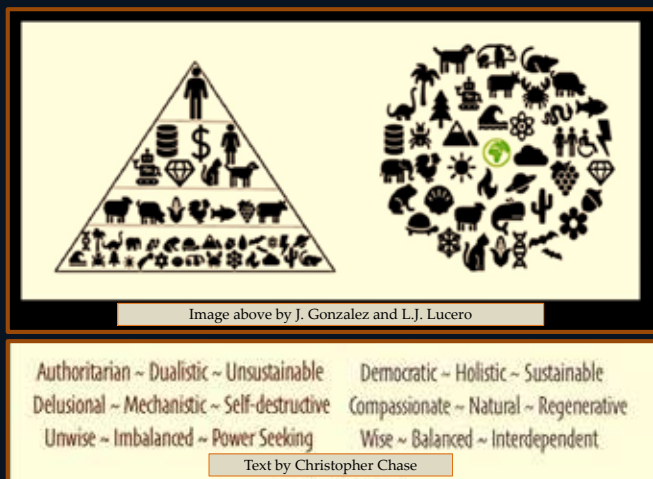 $
Image above by J. Gonzalez and L.J. Lucero
Authoritarian ~ Dualistic ~ Unsustainable
Delusional ~ Mechanistic ~ Self-destructive
Unwise ~ Imbalanced ~ Power Seeking
Democratic ~ Holistic ~ Sustainable
Compassionate ~ Natural ~ Regenerative
Wise ~ Balanced ~ Interdependent
Text by Christopher Chase